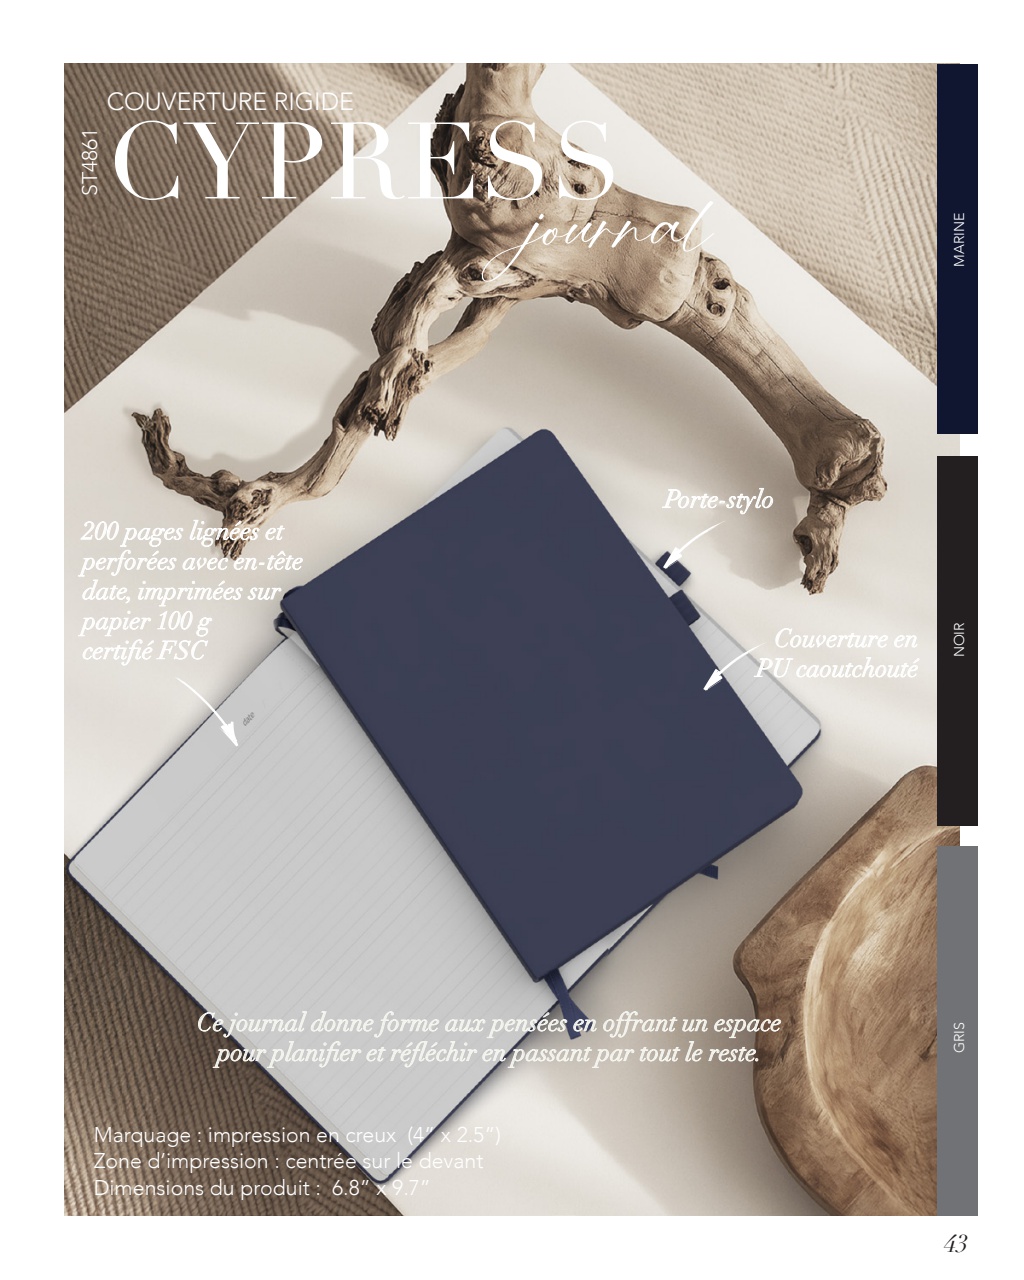 COUVERTURE RIGIDE
ST4861
CYPRESS
journal
MARINE
Porte-stylo
200 pages lignées et
perforées avec en-tête
date, imprimées sur
papier 100 g
certifié FSC
Couverture en
PU caoutchouté
NOIR
date
Ce journal donne forme aux pensées en offrant un espace
pour planifier et réfléchir en passant par tout le reste.
GRIS
Marquage : impression en creux  (4” x 2.5”)
Zone d’impression : centrée sur le devant
Dimensions du produit :  6.8” x 9.7”
43